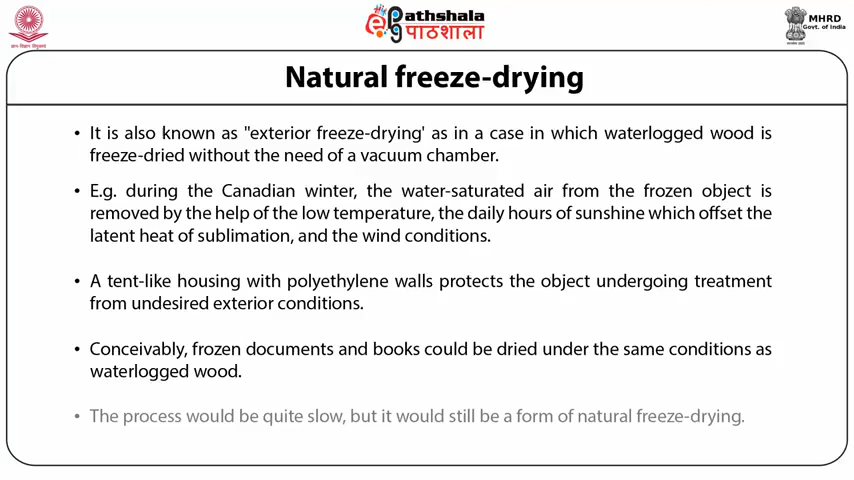 ePathshala
पाठशाला
MHRD
Govt. of India
Natural freeze-drying
• It is also known as "exterior freeze-drying' as in a case in which waterlogged wood is
freeze-dried without the need of a vacuum chamber.
• E.g. during the Canadian winter, the water-saturated air from the frozen object is
removed by the help of the low temperature, the daily hours of sunshine which offset the
latent heat of sublimation, and the wind conditions.
• A tent-like housing with polyethylene walls protects the object undergoing treatment
from undesired exterior conditions.
• Conceivably, frozen documents and books could be dried under the same conditions as
waterlogged wood.
• The process would be quite slow, but it would still be a form of natural freeze-drying.